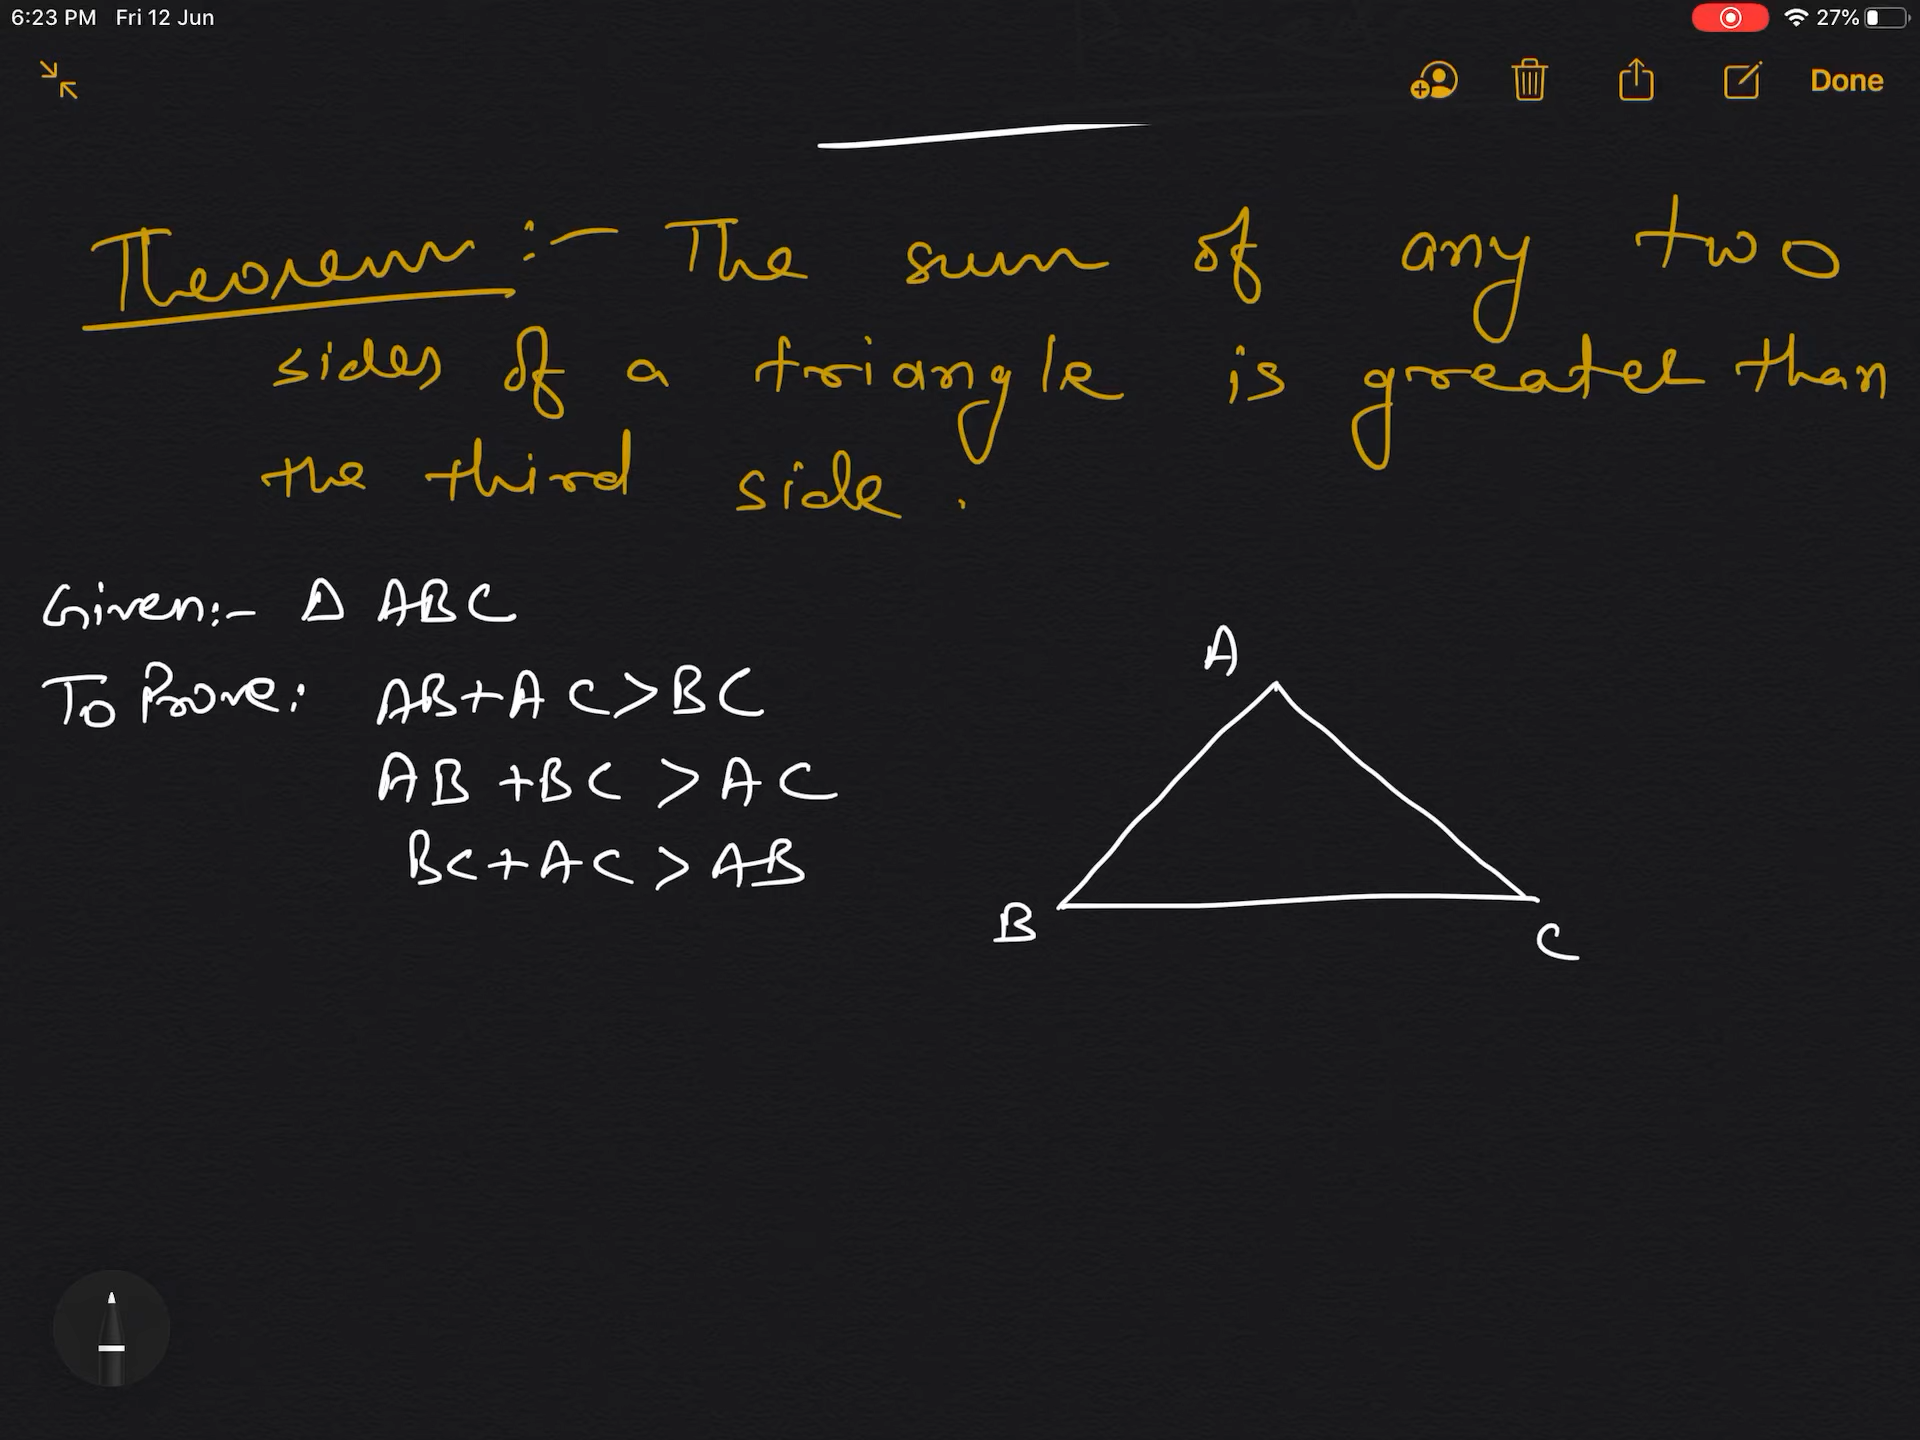 6:23 PM Fri 12 Jun 27%
Done
Theorem :- The sum of any two
sides of a triangle is greater than
the third side.
Given:- Δ ABC
To Prove: AB+AC>BC
AB+BC>AC
BC+AC>AB
A
B
C